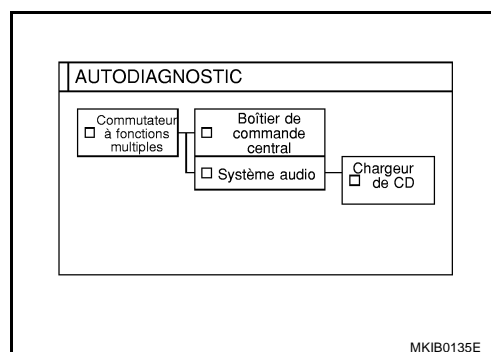 AUTODIAGNOSTIC
Commutateur
à fonctions
multiples
Boîtier de
commande
central
Système audio
Chargeur
de CD
MKIB0135E